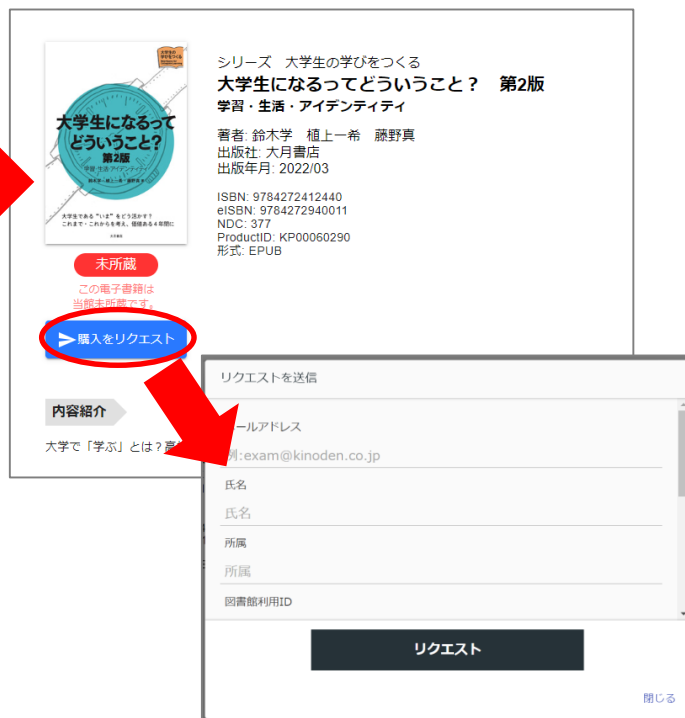 シリーズ　大学生の学びをつくる
大学生になるってどういうこと？　第2版
学習・生活・アイデンティティ
著者: 鈴木学　植上一希　藤野真
出版社: 大月書店
出版年月: 2022/03
ISBN: 9784272412440
eISBN: 9784272940011
NDC: 377
ProductID: KP00060290
形式: EPUB
大学生の
学びをつくる
大学生になるって
どういうこと?
第2版
学習・生活・アイデンティティ
大学生である“いま”をどう活かす?
これまで・これからを考え、価値ある4年間に
大月書店
未所蔵
この電子書籍は
当館未所蔵です。
購入をリクエスト
内容紹介
大学で「学ぶ」とは？高
リクエストを送信
ールアドレス
例:exam@kinoden.co.jp
氏名
氏名
所属
所属
図書館利用ID
リクエスト
閉じる